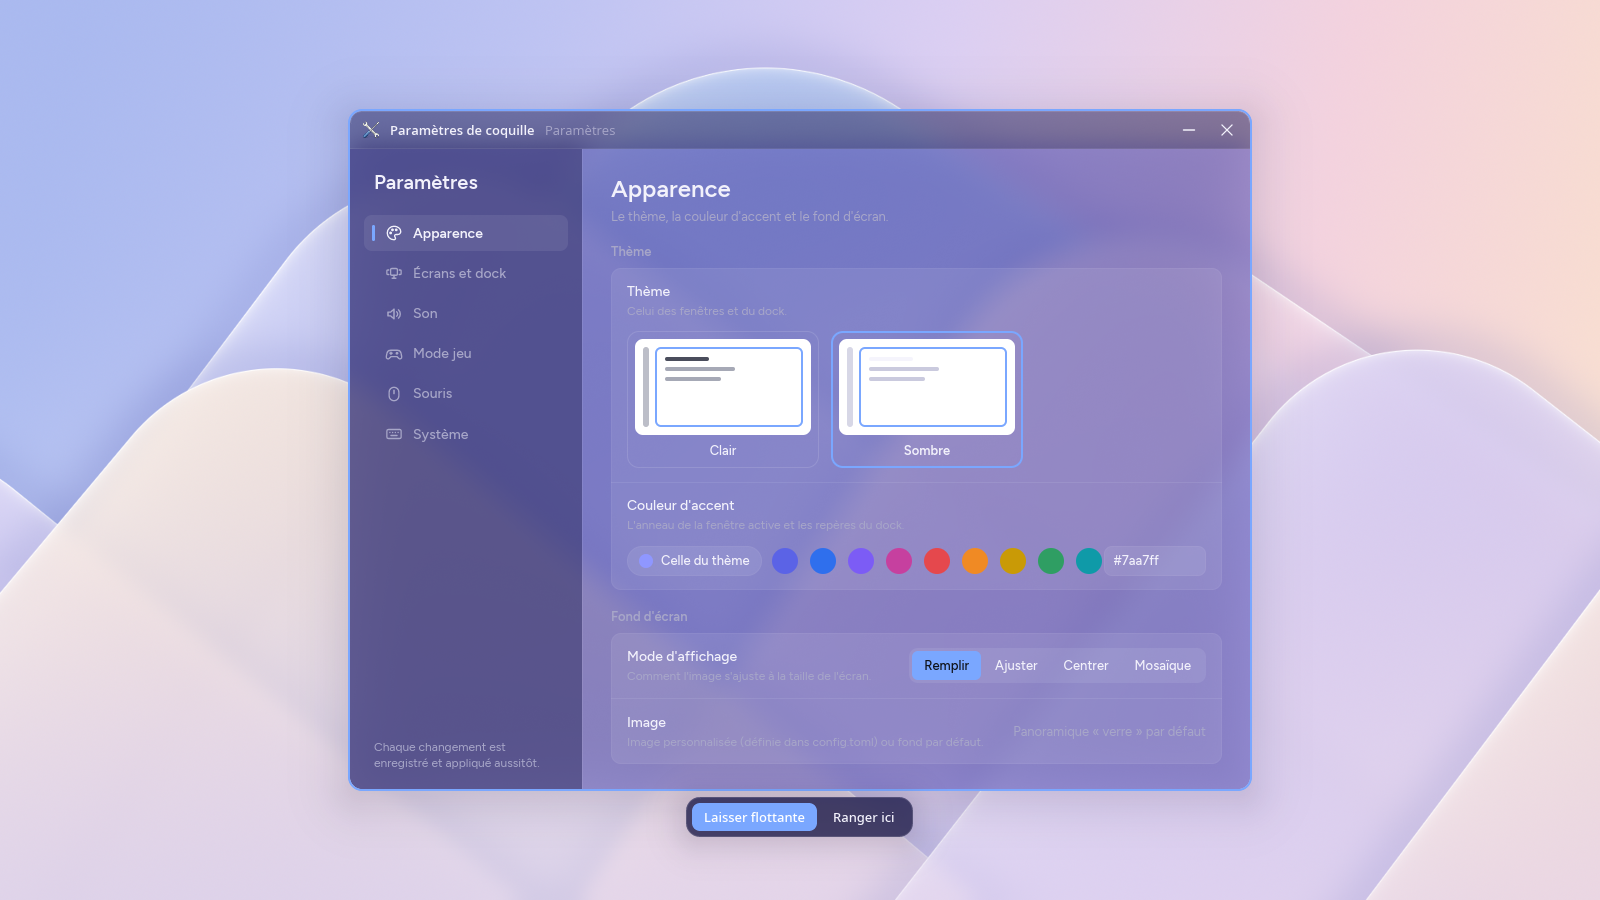 Paramètres de coquille Paramètres
Paramètres
Apparence
Écrans et dock
Son
Mode jeu
Souris
Système
Chaque changement est
enregistré et appliqué aussitôt.
Apparence
Le thème, la couleur d'accent et le fond d'écran.
Thème
Thème
Celui des fenêtres et du dock.
Clair
Sombre
Couleur d'accent
L'anneau de la fenêtre active et les repères du dock.
Celle du thème
#7aa7ff
Fond d'écran
Mode d'affichage
Comment l'image s'ajuste à la taille de l'écran.
Remplir Ajuster Centrer Mosaïque
Image
Image personnalisée (définie dans config.toml) ou fond par défaut.
Panoramique « verre » par défaut
Laisser flottante Ranger ici